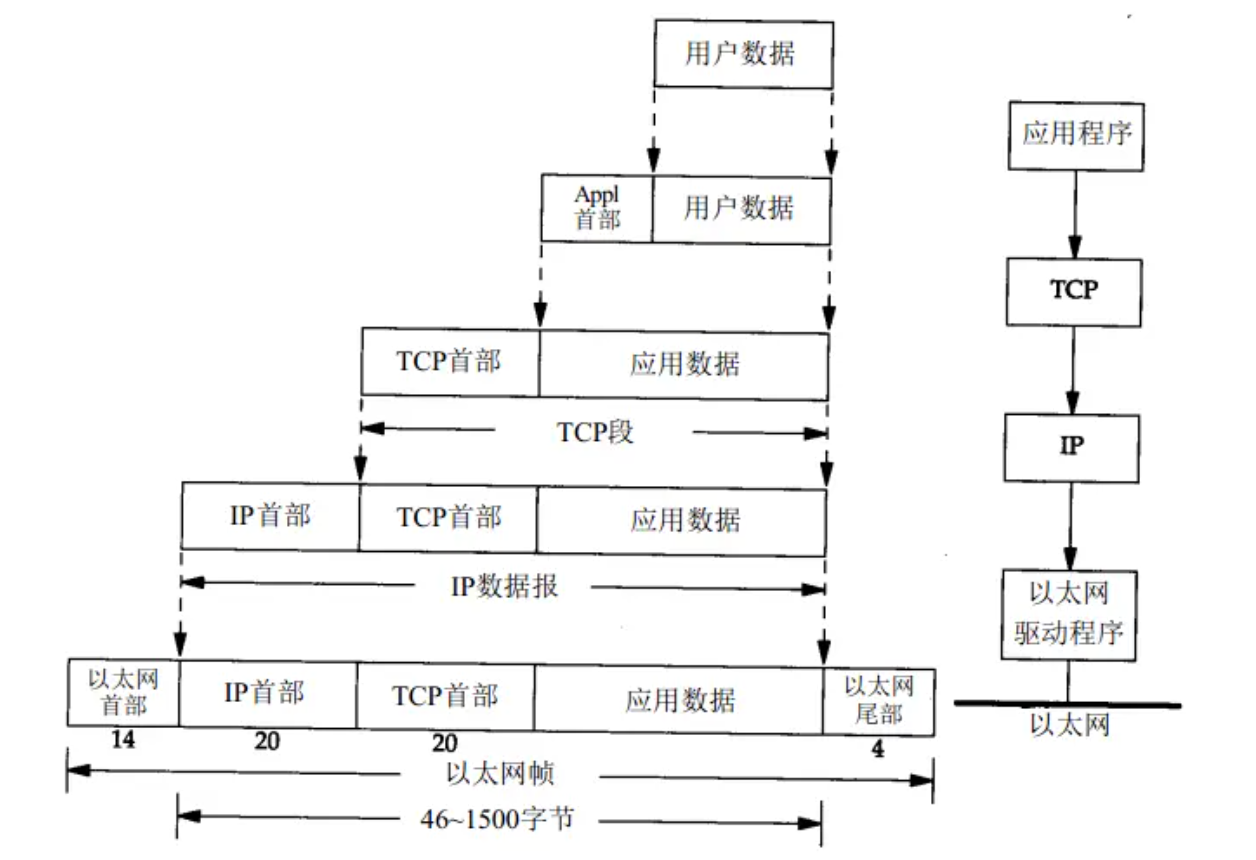 用户数据
应用程序
Appl
首部
用户数据
TCP
TCP首部
应用数据
TCP段
IP
IP首部
TCP首部
应用数据
IP数据报
以太网
驱动程序
以太网
首部
IP首部
TCP首部
应用数据
以太网
尾部
以太网
14
20
20
4
以太网帧
46~1500字节